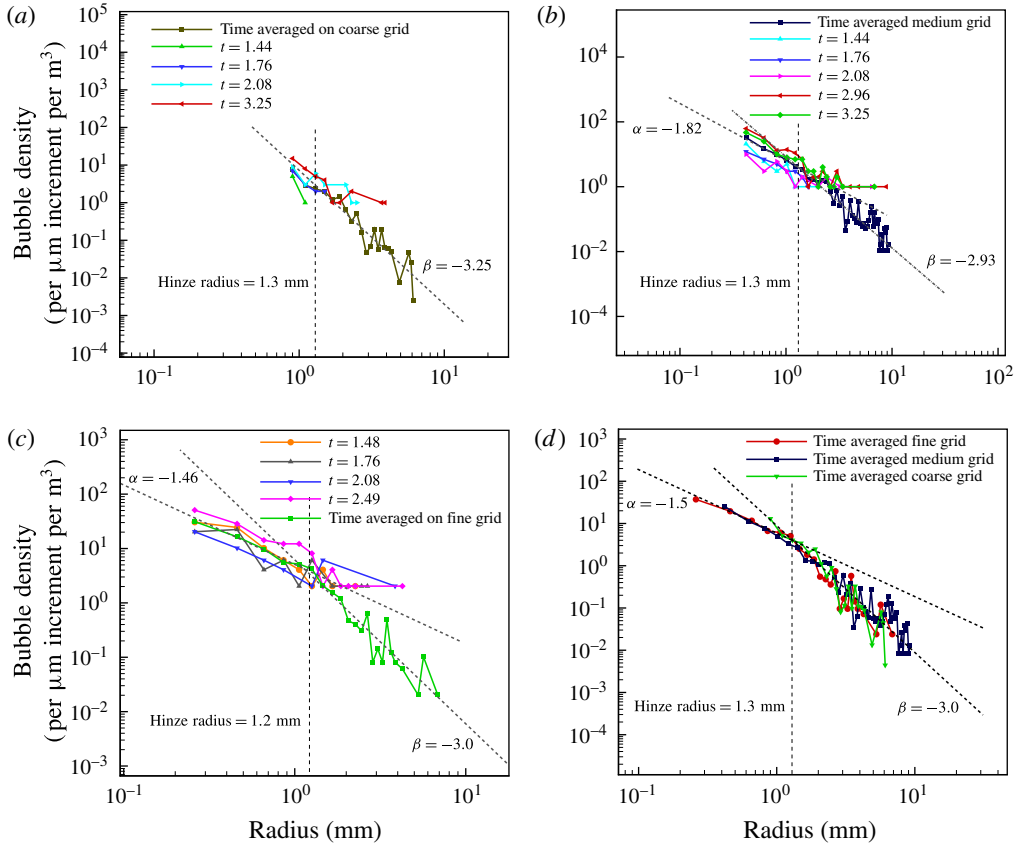 (a)
10^5
10^4
10^3
10^2
10^1
10^0
10^−1
10^−2
10^−3
10^−4
Bubble density
(per μm increment per m^3)
Time averaged on coarse grid
t = 1.44
t = 1.76
t = 2.08
t = 3.25
Hinze radius = 1.3 mm
β = −3.25
10^−1
10^0
10^1
(b)
10^4
10^2
10^0
10^−2
10^−4
Time averaged medium grid
t = 1.44
t = 1.76
t = 2.08
t = 2.96
t = 3.25
α = −1.82
Hinze radius = 1.3 mm
β = −2.93
10^−1
10^0
10^1
10^2
(c)
10^3
10^2
10^1
10^0
10^−1
10^−2
10^−3
Bubble density
(per μm increment per m^3)
t = 1.48
t = 1.76
t = 2.08
t = 2.49
Time averaged on fine grid
α = −1.46
Hinze radius = 1.2 mm
β = −3.0
10^−1
10^0
10^1
Radius (mm)
(d)
10^3
10^2
10^1
10^0
10^−1
10^−2
10^−3
10^−4
Time averaged fine grid
Time averaged medium grid
Time averaged coarse grid
α = −1.5
Hinze radius = 1.3 mm
β = −3.0
10^−1
10^0
10^1
Radius (mm)